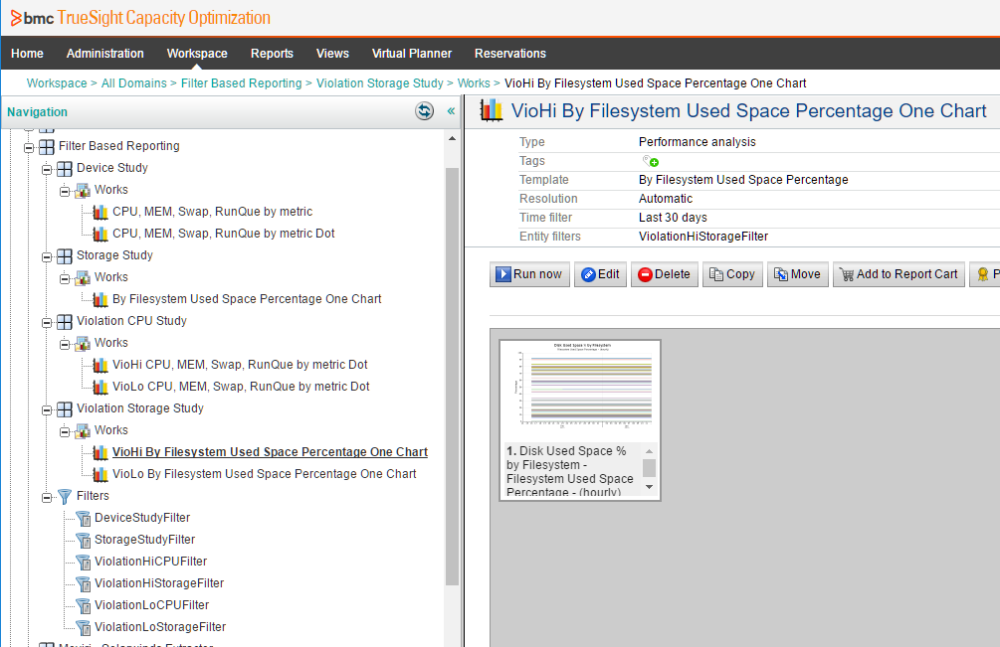 bmc TrueSight Capacity Optimization
Home Administration Workspace Reports Views Virtual Planner Reservations
Workspace > All Domains > Filter Based Reporting > Violation Storage Study > Works > VioHi By Filesystem Used Space Percentage One Chart
Navigation «
Filter Based Reporting
Device Study
Works
CPU, MEM, Swap, RunQue by metric
CPU, MEM, Swap, RunQue by metric Dot
Storage Study
Works
By Filesystem Used Space Percentage One Chart
Violation CPU Study
Works
VioHi CPU, MEM, Swap, RunQue by metric Dot
VioLo CPU, MEM, Swap, RunQue by metric Dot
Violation Storage Study
Works
VioHi By Filesystem Used Space Percentage One Chart
VioLo By Filesystem Used Space Percentage One Chart
Filters
DeviceStudyFilter
StorageStudyFilter
ViolationHiCPUFilter
ViolationHiStorageFilter
ViolationLoCPUFilter
ViolationLoStorageFilter
VioHi By Filesystem Used Space Percentage One Chart
Type Performance analysis
Tags
Template By Filesystem Used Space Percentage
Resolution Automatic
Time filter Last 30 days
Entity filters ViolationHiStorageFilter
Run now Edit Delete Copy Move Add to Report Cart P
Disk Used Space % by Filesystem
Filesystem Used Space Percentage - (hourly)
1. Disk Used Space %
by Filesystem -
Filesystem Used Space
Percentage - (hourly)